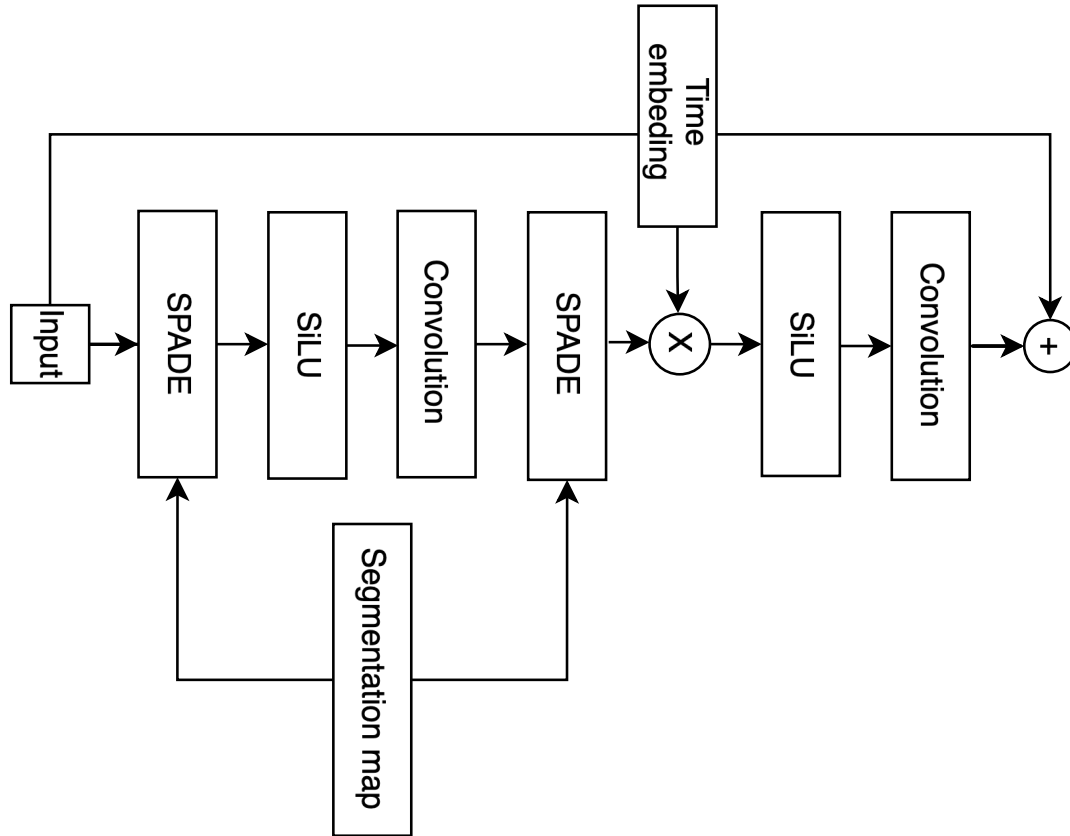 Time
embeding
Input
SPADE
SiLU
Convolution
SPADE
X
SiLU
Convolution
+
Segmentation map